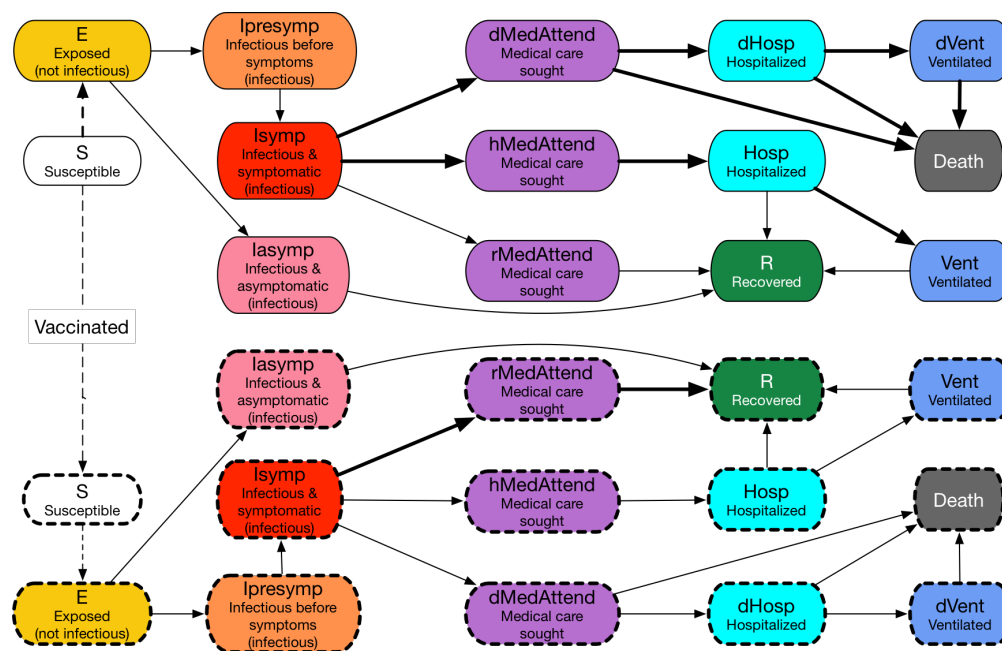 E
Exposed
(not infectious)
Ipresymp
Infectious before
symptoms
(infectious)
dMedAttend
Medical care
sought
dHosp
Hospitalized
dVent
Ventilated
S
Susceptible
Isymp
Infectious &
symptomatic
(infectious)
hMedAttend
Medical care
sought
Hosp
Hospitalized
Death
Iasymp
Infectious &
asymptomatic
(infectious)
rMedAttend
Medical care
sought
R
Recovered
Vent
Ventilated
Vaccinated
Iasymp
Infectious &
asymptomatic
(infectious)
rMedAttend
Medical care
sought
R
Recovered
Vent
Ventilated
S
Susceptible
Isymp
Infectious &
symptomatic
(infectious)
hMedAttend
Medical care
sought
Hosp
Hospitalized
Death
E
Exposed
(not infectious)
Ipresymp
Infectious before
symptoms
(infectious)
dMedAttend
Medical care
sought
dHosp
Hospitalized
dVent
Ventilated